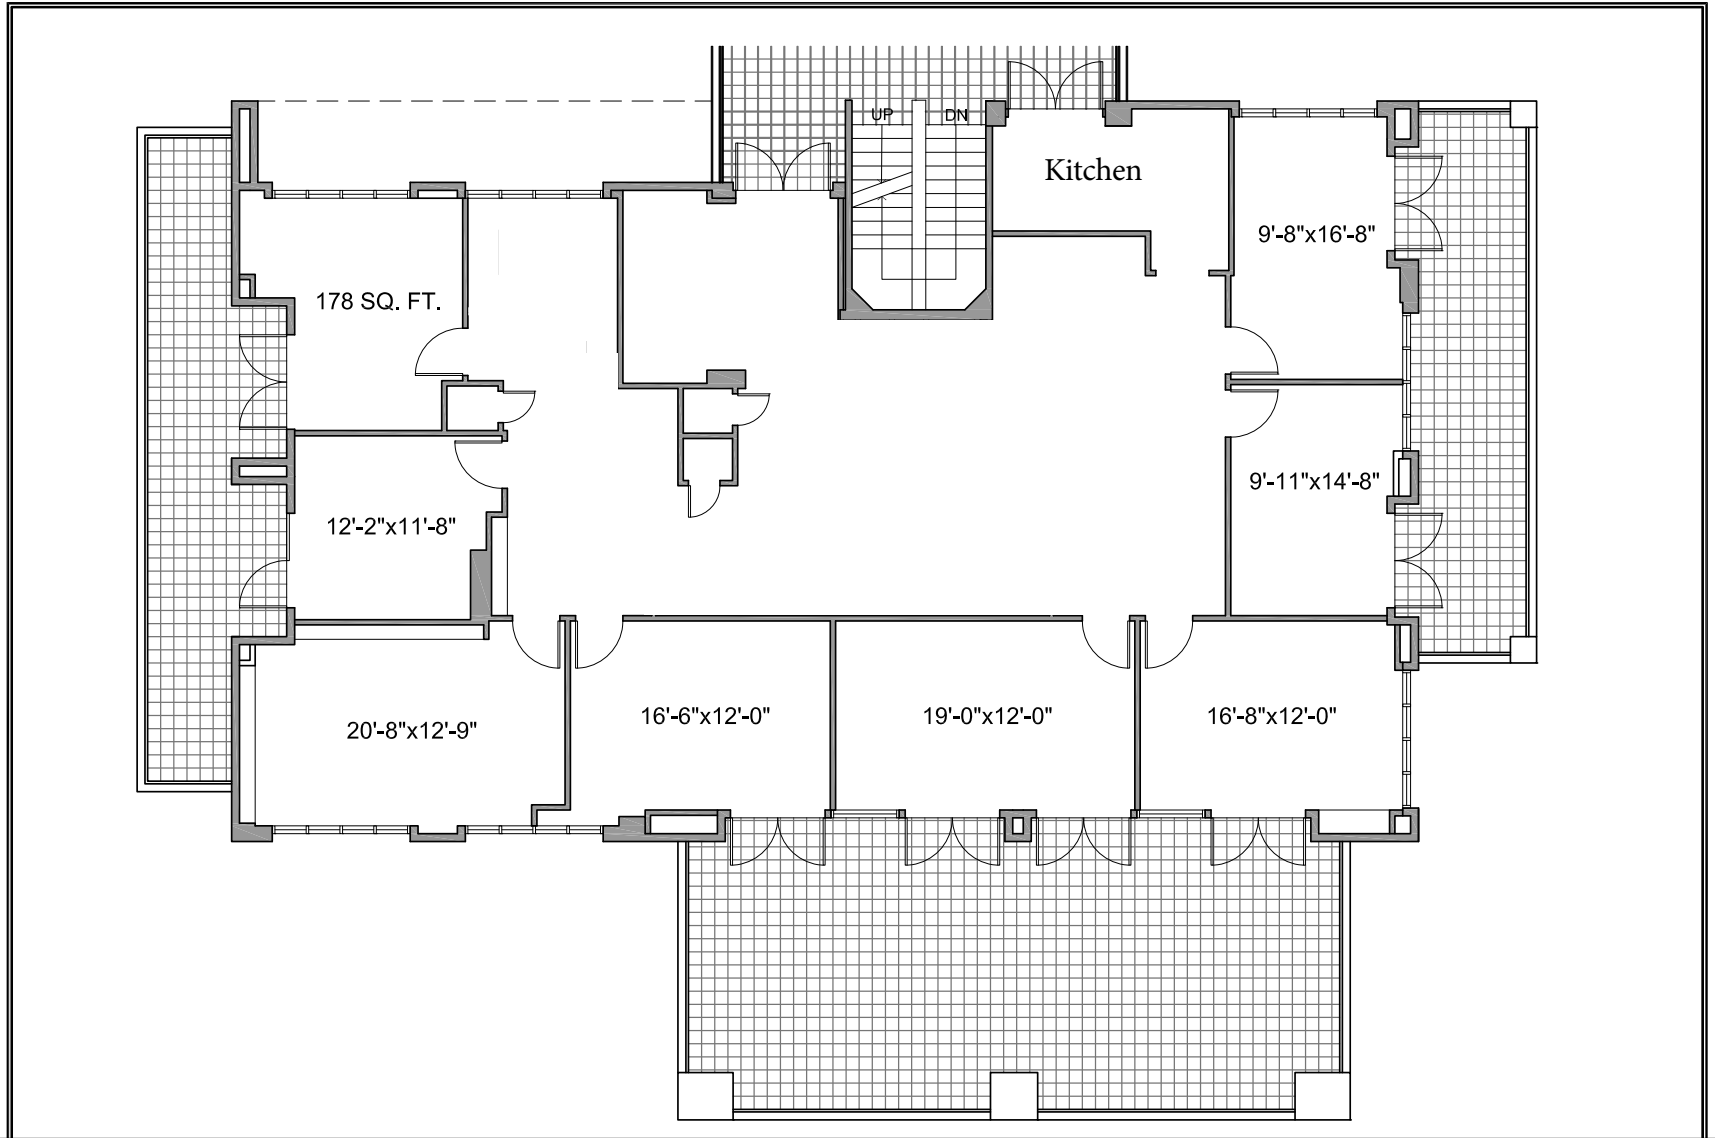 UP
DN
Kitchen
9'-8"x16'-8"
178 SQ. FT.
9'-11"x14'-8"
12'-2"x11'-8"
20'-8"x12'-9"
16'-6"x12'-0"
19'-0"x12'-0"
16'-8"x12'-0"